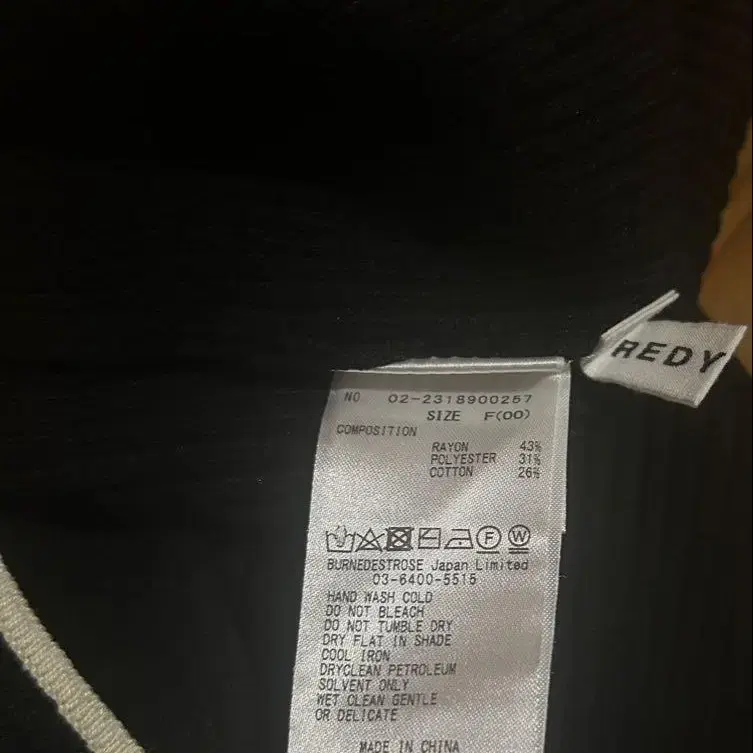 REDY
NO 02-2318900257
SIZE F(00)
COMPOSITION
RAYON 43%
POLYESTER 31%
COTTON 26%
F W
BURNEDESTROSE Japan Limited
03-6400-5515
HAND WASH COLD
DO NOT BLEACH
DO NOT TUMBLE DRY
DRY FLAT IN SHADE
COOL IRON
DRYCLEAN PETROLEUM
SOLVENT ONLY
WET CLEAN GENTLE
OR DELICATE
MADE IN CHINA